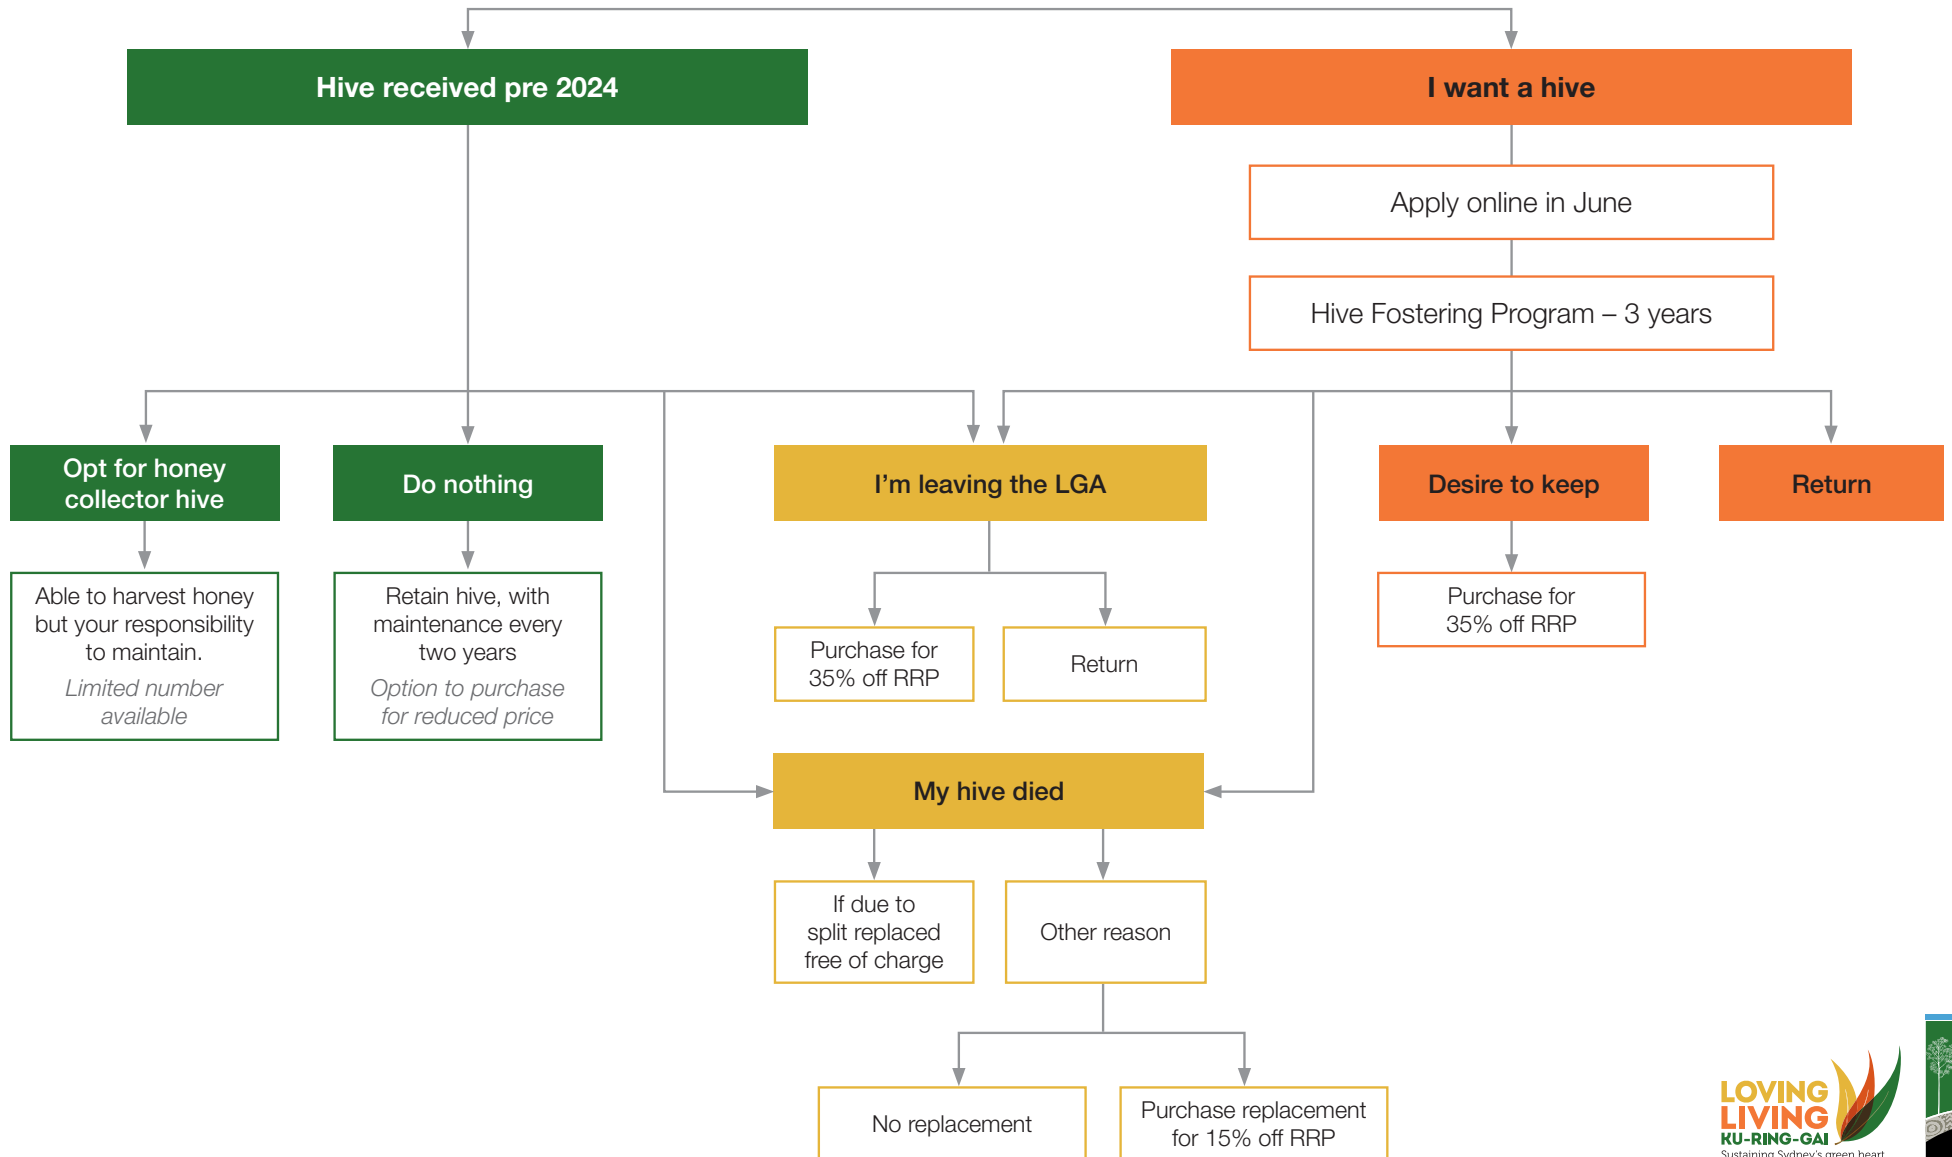 Hive received pre 2024
I want a hive
Apply online in June
Hive Fostering Program – 3 years
Opt for honey
collector hive
Do nothing
I'm leaving the LGA
Desire to keep
Return
Able to harvest honey
but your responsibility
to maintain.
Limited number
available
Retain hive, with
maintenance every
two years
Option to purchase
for reduced price
Purchase for
35% off RRP
Return
Purchase for
35% off RRP
My hive died
If due to
split replaced
free of charge
Other reason
No replacement
Purchase replacement
for 15% off RRP
LOVING
LIVING
KU-RING-GAI
Sustaining Sydney's green heart